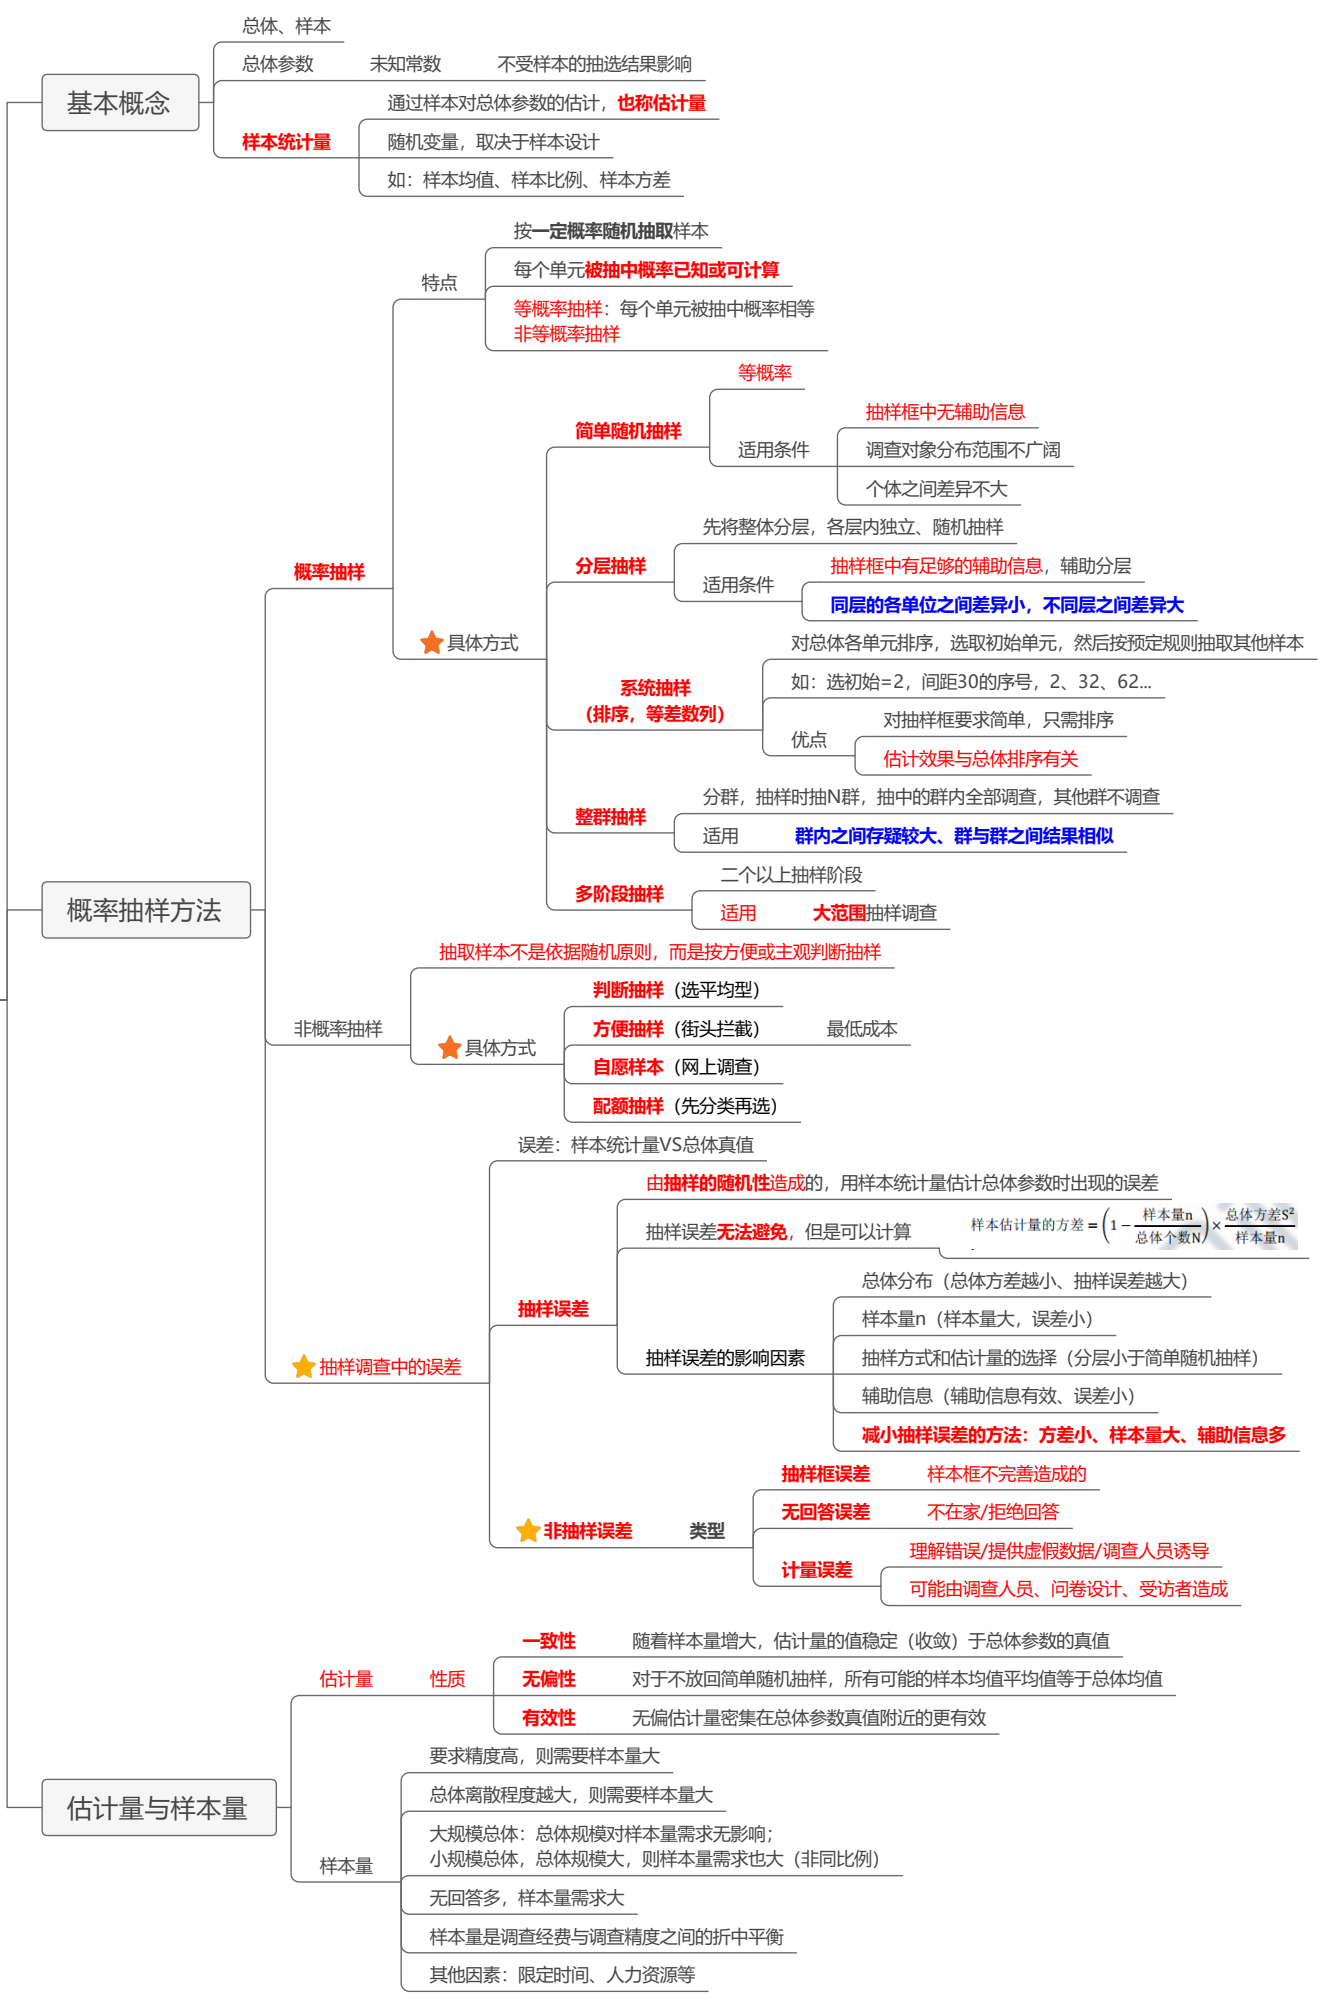 基本概念
总体、样本
总体参数 未知常数 不受样本的抽选结果影响
样本统计量
通过样本对总体参数的估计，也称估计量
随机变量，取决于样本设计
如：样本均值、样本比例、样本方差
概率抽样方法
概率抽样
特点
按一定概率随机抽取样本
每个单元被抽中概率已知或可计算
等概率抽样：每个单元被抽中概率相等
非等概率抽样
具体方式
简单随机抽样
等概率
适用条件
抽样框中无辅助信息
调查对象分布范围不广阔
个体之间差异不大
分层抽样
先将整体分层，各层内独立、随机抽样
适用条件
抽样框中有足够的辅助信息，辅助分层
同层的各单位之间差异小，不同层之间差异大
系统抽样
（排序，等差数列）
对总体各单元排序，选取初始单元，然后按预定规则抽取其他样本
如：选初始=2，间距30的序号，2、32、62...
优点
对抽样框要求简单，只需排序
估计效果与总体排序有关
整群抽样
分群，抽样时抽N群，抽中的群内全部调查，其他群不调查
适用 群内之间存疑较大、群与群之间结果相似
多阶段抽样
二个以上抽样阶段
适用 大范围抽样调查
非概率抽样
抽取样本不是依据随机原则，而是按方便或主观判断抽样
具体方式
判断抽样（选平均型）
方便抽样（街头拦截） 最低成本
自愿样本（网上调查）
配额抽样（先分类再选）
抽样调查中的误差
误差：样本统计量VS总体真值
抽样误差
由抽样的随机性造成的，用样本统计量估计总体参数时出现的误差
抽样误差无法避免，但是可以计算
样本估计量的方差 = (1 − 样本量n/总体个数N) × 总体方差S²/样本量n
抽样误差的影响因素
总体分布（总体方差越小、抽样误差越大）
样本量n（样本量大，误差小）
抽样方式和估计量的选择（分层小于简单随机抽样）
辅助信息（辅助信息有效、误差小）
减小抽样误差的方法：方差小、样本量大、辅助信息多
非抽样误差 类型
抽样框误差 样本框不完善造成的
无回答误差 不在家/拒绝回答
计量误差
理解错误/提供虚假数据/调查人员诱导
可能由调查人员、问卷设计、受访者造成
估计量与样本量
估计量 性质
一致性 随着样本量增大，估计量的值稳定（收敛）于总体参数的真值
无偏性 对于不放回简单随机抽样，所有可能的样本均值平均值等于总体均值
有效性 无偏估计量密集在总体参数真值附近的更有效
样本量
要求精度高，则需要样本量大
总体离散程度越大，则需要样本量大
大规模总体：总体规模对样本量需求无影响；
小规模总体，总体规模大，则样本量需求也大（非同比例）
无回答多，样本量需求大
样本量是调查经费与调查精度之间的折中平衡
其他因素：限定时间、人力资源等